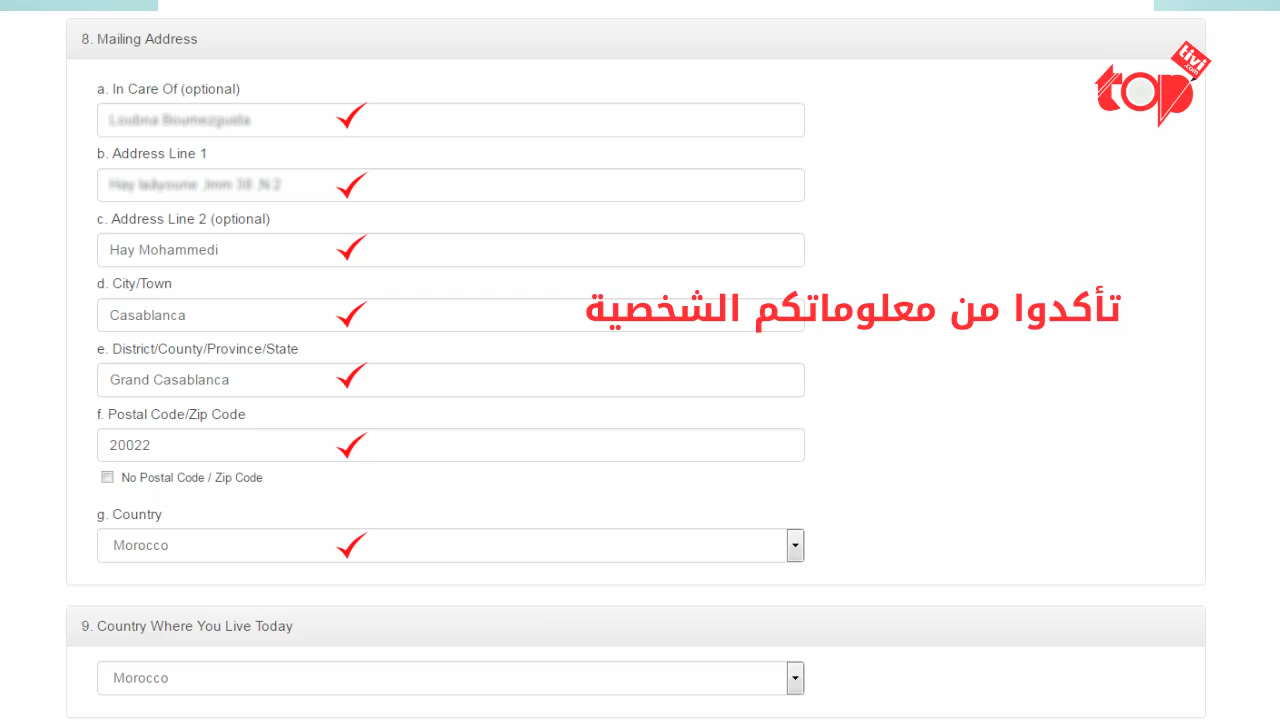 8. Mailing Address
tivi
.com
top
a. In Care Of (optional)
b. Address Line 1
c. Address Line 2 (optional)
Hay Mohammedi
d. City/Town
Casablanca
تأكدوا من معلوماتكم الشخصية
e. District/County/Province/State
Grand Casablanca
f. Postal Code/Zip Code
20022
No Postal Code / Zip Code
g. Country
Morocco
9. Country Where You Live Today
Morocco